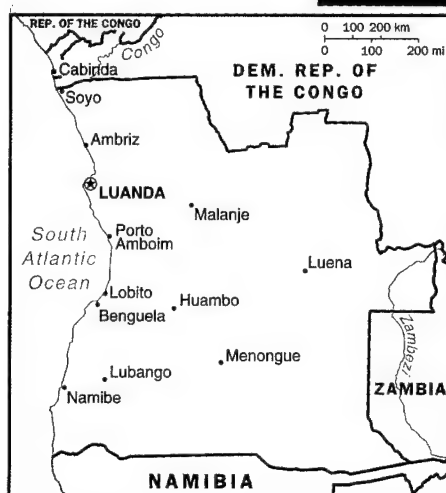 REP. OF THE CONGO
Congo
0 100 200 km
0 100 200 mi
Cabinda
Soyo
DEM. REP. OF
THE CONGO
Ambriz
LUANDA
Malanje
Porto
Amboim
South
Atlantic
Ocean
Luena
Lobito
Benguela
Huambo
Zambezi
Menongue
Lubango
Namibe
ZAMBIA
NAMIBIA